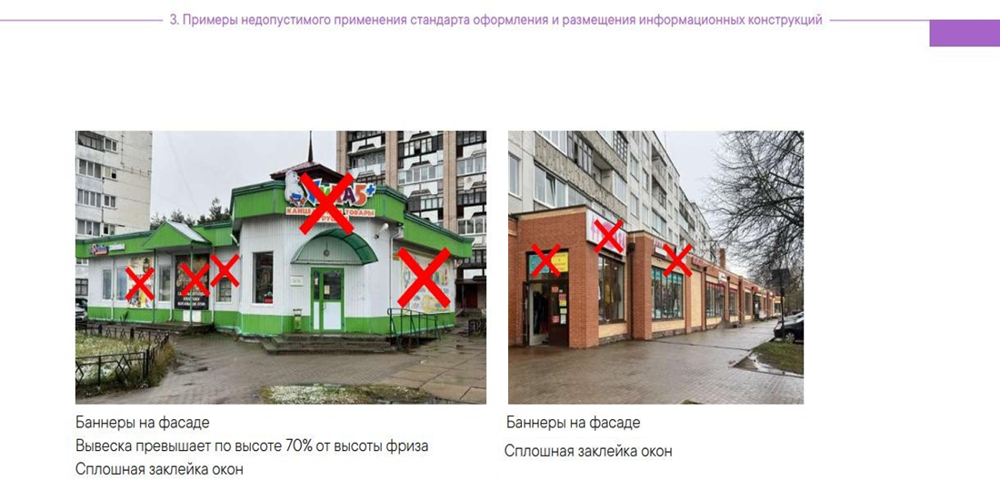 3. Примеры недопустимого применения стандарта оформления и размещения информационных конструкций
5+
Баннеры на фасаде
Вывеска превышает по высоте 70% от высоты фриза
Сплошная заклейка окон
Баннеры на фасаде
Сплошная заклейка окон